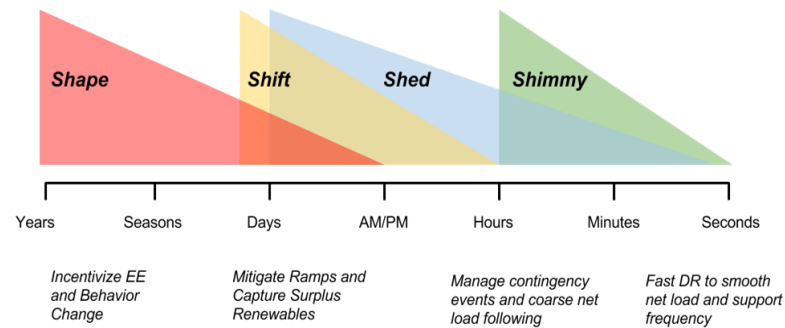 Shape
Shift
Shed
Shimmy
Years
Seasons
Days
AM/PM
Hours
Minutes
Seconds
Incentivize EE
and Behavior
Change
Mitigate Ramps and
Capture Surplus
Renewables
Manage contingency
events and coarse net
load following
Fast DR to smooth
net load and support
frequency